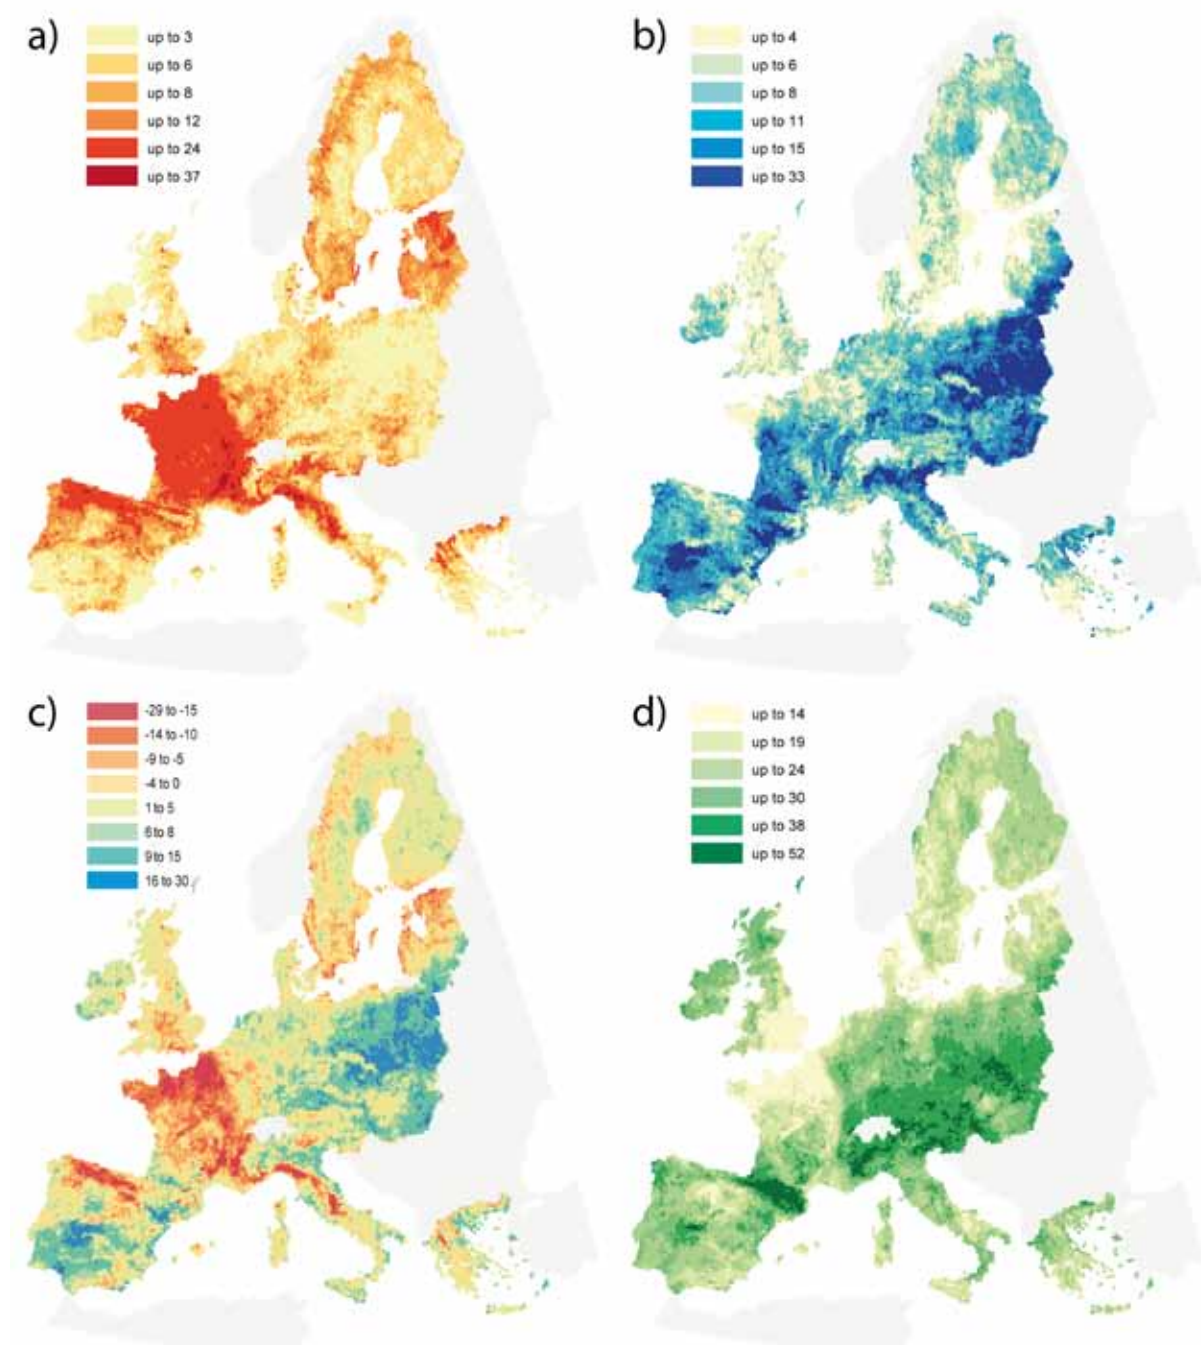 a)
up to 3
up to 6
up to 8
up to 12
up to 24
up to 37
b)
up to 4
up to 6
up to 8
up to 11
up to 15
up to 33
c)
-29 to -15
-14 to -10
-9 to -5
-4 to 0
1 to 5
6 to 8
9 to 15
16 to 30
d)
up to 14
up to 19
up to 24
up to 30
up to 38
up to 52